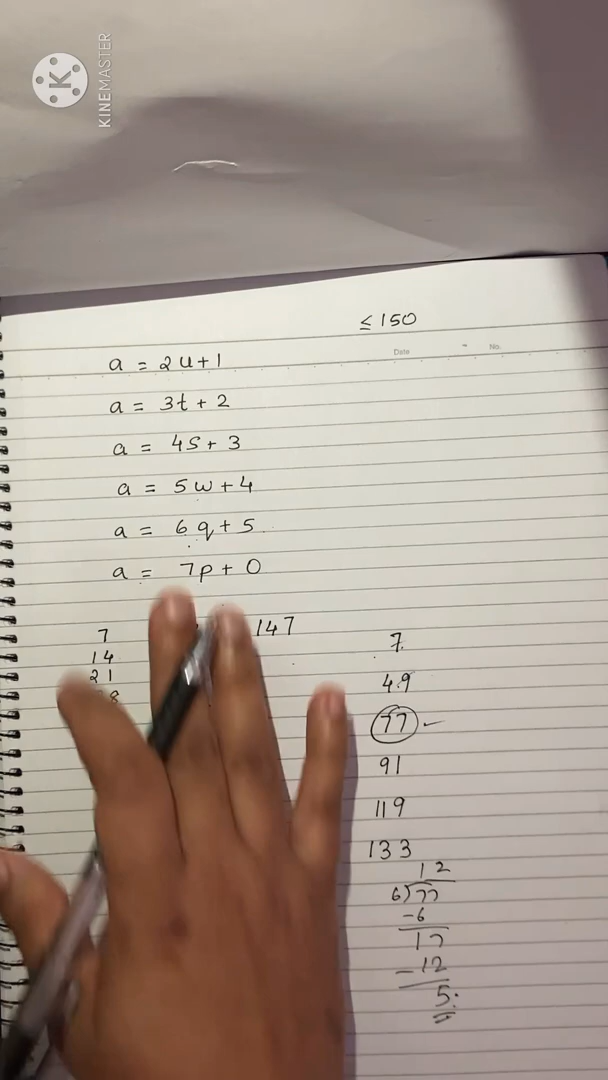 KINEMASTER
≤ 150
Date No.
a = 2u+1
a = 3t + 2
a = 4s + 3
a = 5w+4
a = 6q+5
a = 7p+0
7
14
21
8
147
7
49
77
91
119
133
12
6)77
-6
17
-12
5